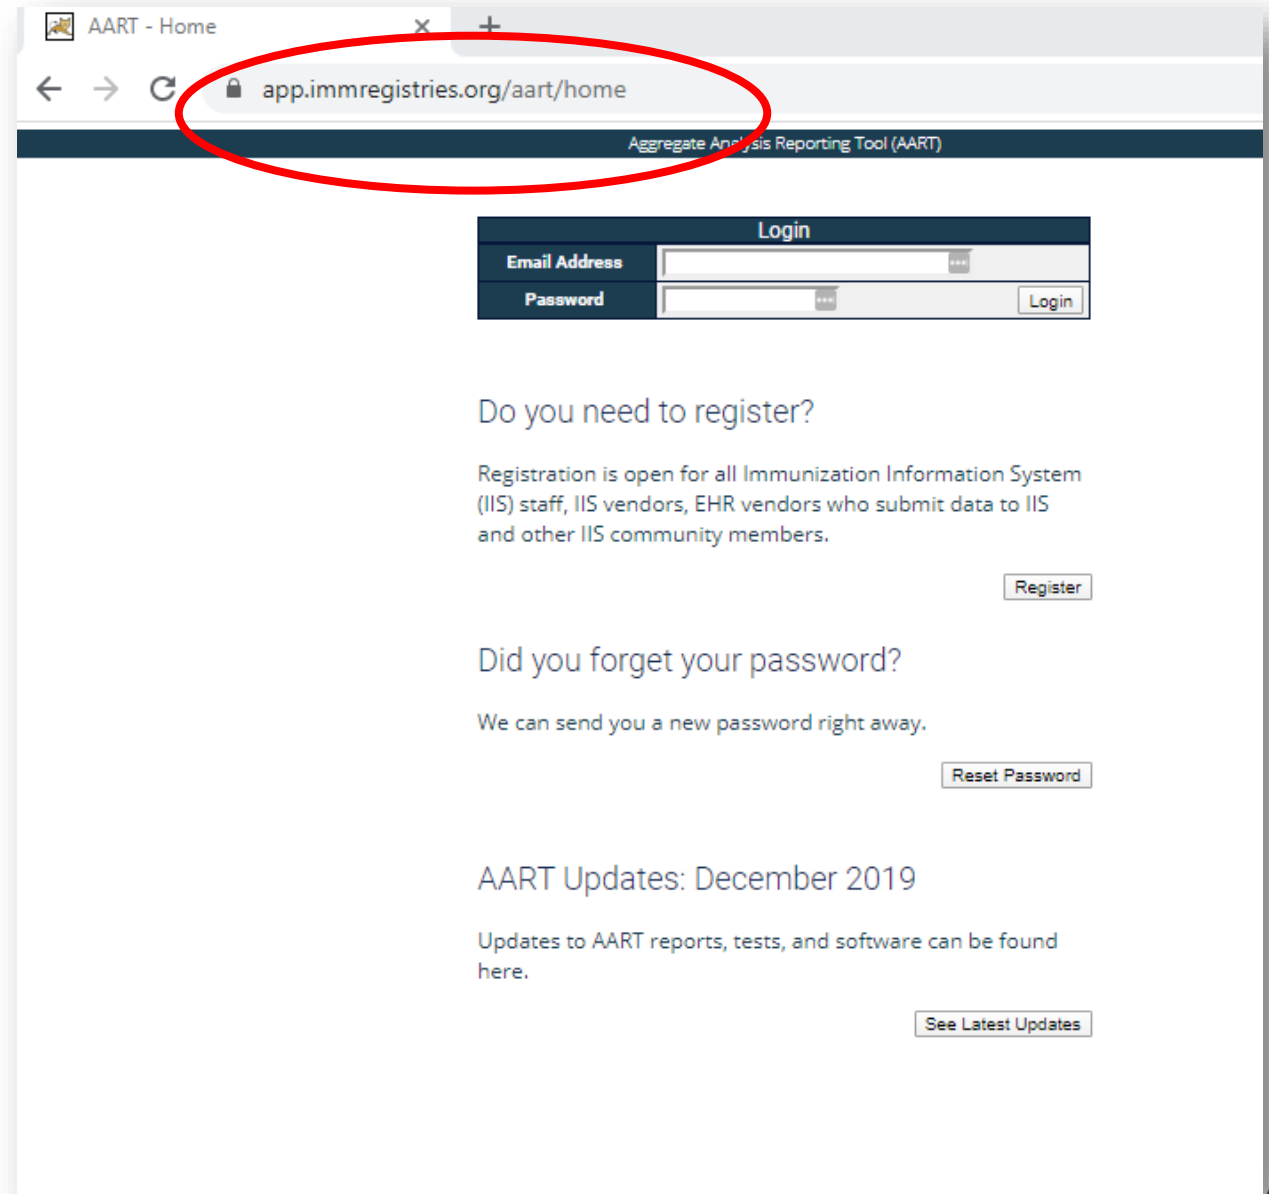 AART - Home
app.immregistries.org/aart/home
Aggregate Analysis Reporting Tool (AART)
Login
Email Address
Password
Login
Do you need to register?
Registration is open for all Immunization Information System
(IIS) staff, IIS vendors, EHR vendors who submit data to IIS
and other IIS community members.
Register
Did you forget your password?
We can send you a new password right away.
Reset Password
AART Updates: December 2019
Updates to AART reports, tests, and software can be found
here.
See Latest Updates